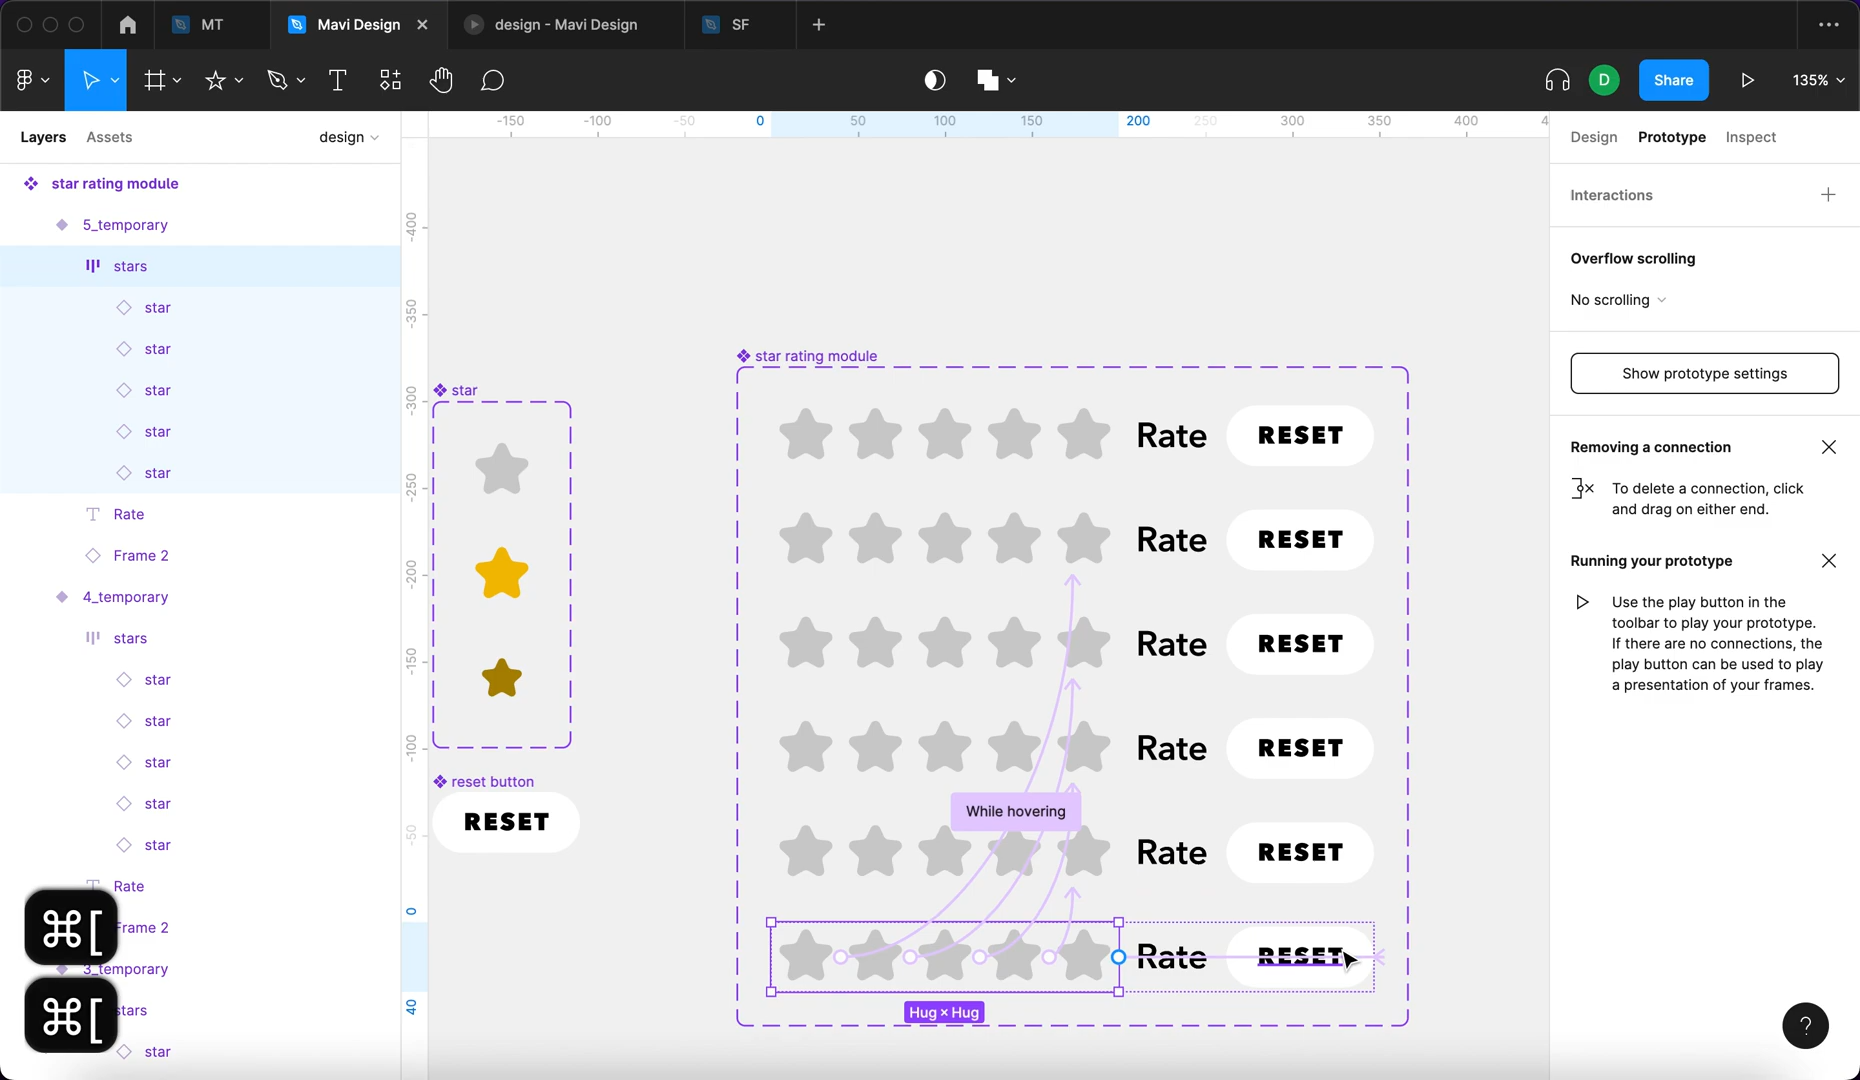 MT
Mavi Design
design - Mavi Design
SF
D
Share
135%
Layers
Assets
design
-150
-100
-50
0
50
100
150
200
250
300
350
400
4
Design
Prototype
Inspect
star rating module
5_temporary
stars
star
star
star
star
star
Rate
Frame 2
4_temporary
stars
star
star
star
star
star
Rate
Frame 2
3_temporary
stars
star
⌘[
⌘[
-400
-350
-300
-250
-200
-150
-100
-50
0
40
star
reset button
RESET
star rating module
Rate
RESET
Rate
RESET
Rate
RESET
Rate
RESET
While hovering
Rate
RESET
Rate
RESET
Hug × Hug
Interactions
Overflow scrolling
No scrolling
Show prototype settings
Removing a connection
To delete a connection, click
and drag on either end.
Running your prototype
Use the play button in the
toolbar to play your prototype.
If there are no connections, the
play button can be used to play
a presentation of your frames.
?